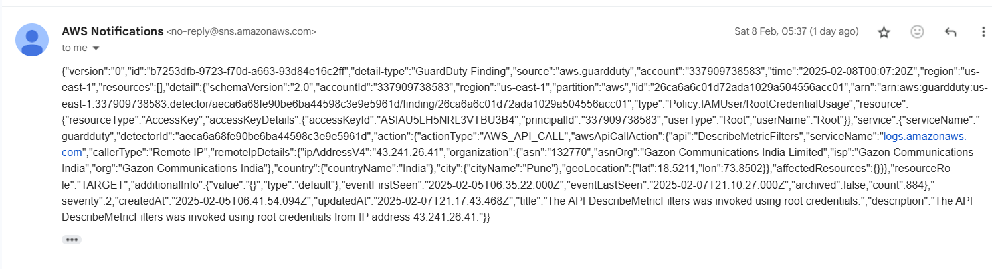 AWS Notifications <no-reply@sns.amazonaws.com>
Sat 8 Feb, 05:37 (1 day ago)
to me
{"version":"0","id":"b7253dfb-9723-f70d-a663-93d84e16c2ff","detail-type":"GuardDuty Finding","source":"aws.guardduty","account":"337909738583","time":"2025-02-08T00:07:20Z","region":"us-
east-1","resources":[],"detail":{"schemaVersion":"2.0","accountId":"337909738583","region":"us-east-1","partition":"aws","id":"26ca6a6c01d72ada1029a504556acc01","arn":"arn:aws:guardduty:us-
east-1:337909738583:detector/aeca6a68fe90be6ba44598c3e9e5961d/finding/26ca6a6c01d72ada1029a504556acc01","type":"Policy:IAMUser/RootCredentialUsage","resource":
{"resourceType":"AccessKey","accessKeyDetails":{"accessKeyId":"ASIAU5LH5NRL3VTBU3B4","principalId":"337909738583","userType":"Root","userName":"Root"}},"service":{"serviceName":"
guardduty","detectorId":"aeca6a68fe90be6ba44598c3e9e5961d","action":{"actionType":"AWS_API_CALL","awsApiCallAction":{"api":"DescribeMetricFilters","serviceName":"logs.amazonaws.
com","callerType":"Remote IP","remoteIpDetails":{"ipAddressV4":"43.241.26.41","organization":{"asn":"132770","asnOrg":"Gazon Communications India Limited","isp":"Gazon Communications
India","org":"Gazon Communications India"},"country":{"countryName":"India"},"city":{"cityName":"Pune"},"geoLocation":{"lat":18.5211,"lon":73.8502}},"affectedResources":{}}},"resourceRo
le":"TARGET","additionalInfo":{"value":"{}","type":"default"},"eventFirstSeen":"2025-02-05T06:35:22.000Z","eventLastSeen":"2025-02-07T21:10:27.000Z","archived":false,"count":884},"
severity":2,"createdAt":"2025-02-05T06:41:54.094Z","updatedAt":"2025-02-07T21:17:43.468Z","title":"The API DescribeMetricFilters was invoked using root credentials.","description":"The API
DescribeMetricFilters was invoked using root credentials from IP address 43.241.26.41."}}